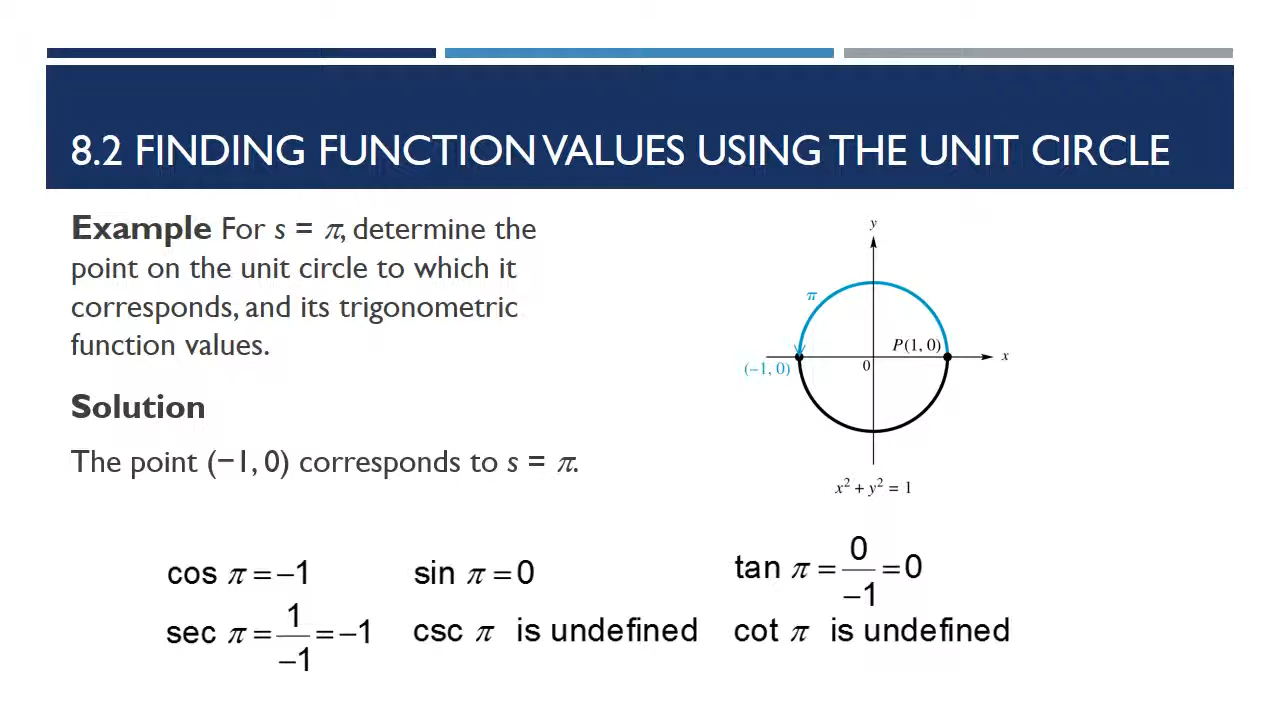 8.2 FINDING FUNCTION VALUES USING THE UNIT CIRCLE
Example For s = π, determine the
point on the unit circle to which it
corresponds, and its trigonometric
function values.
Solution
The point (−1, 0) corresponds to s = π.
y
π
P(1, 0)
x
(−1, 0)
0
x² + y² = 1
cos π = −1
sin π = 0
tan π = 0/−1 = 0
sec π = 1/−1 = −1
csc π is undefined
cot π is undefined